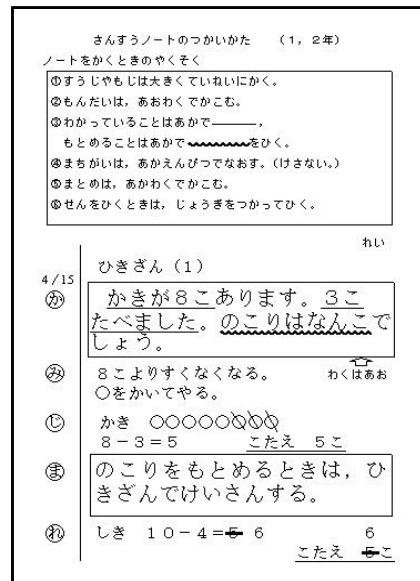 さんすうノートのつかいかた （1，2年）
ノートをかくときのやくそく
①すうじやもじは大きくていねいにかく。
②もんだいは，あおわくでかこむ。
③わかっていることはあかで＿＿＿＿，
もとめることはあかで〰〰〰〰をひく。
④まちがいは，あかえんぴつでなおす。（けさない。）
⑤まとめは，あかわくでかこむ。
⑥せんをひくときは，じょうぎをつかってひく。
れい
ひきざん（1）
4/15
か かきが8こあります。3こ
たべました。のこりはなんこで
しょう。
わくはあお
み 8こよりすくなくなる。
○をかいてやる。
じ かき ○○○○○○○○
8－3＝5 こたえ 5こ
ま のこりをもとめるときは，ひ
きざんでけいさんする。
れ しき 10－4＝5 6 6
こたえ 5こ